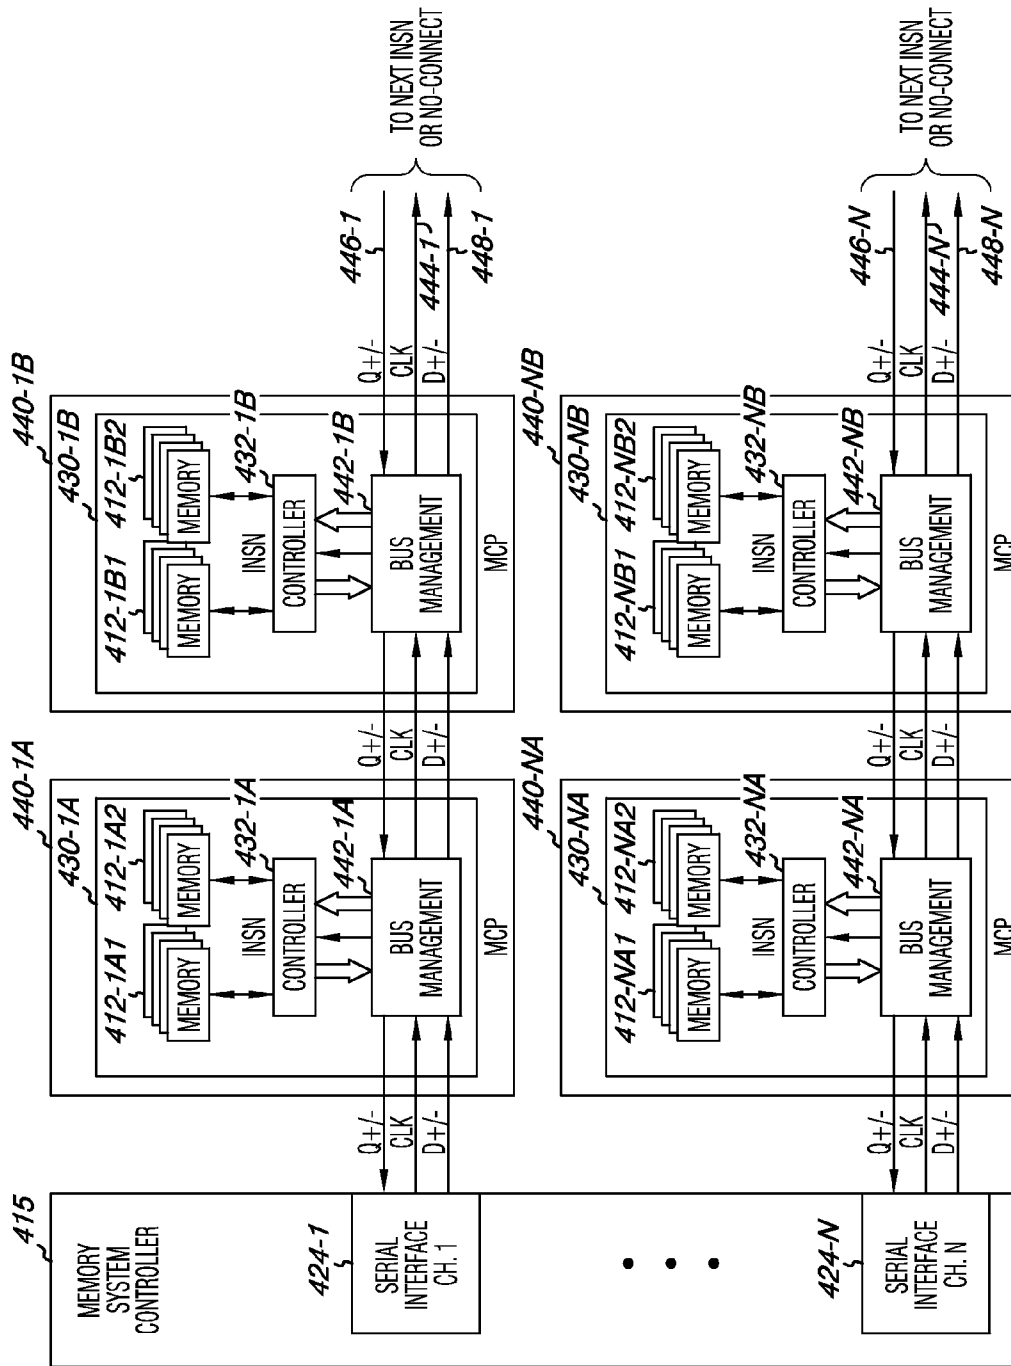 415
MEMORY
SYSTEM
CONTROLLER
424-1
SERIAL
INTERFACE
CH. 1
424-N
SERIAL
INTERFACE
CH. N
Q+/-
CLK
D+/-
440-1A
430-1A
412-1A1
412-1A2
MEMORY
MEMORY
INSN
432-1A
CONTROLLER
442-1A
BUS
MANAGEMENT
MCP
Q+/-
CLK
D+/-
440-1B
430-1B
412-1B1
412-1B2
MEMORY
MEMORY
INSN
432-1B
CONTROLLER
442-1B
BUS
MANAGEMENT
MCP
Q+/-
CLK
D+/-
446-1
444-1
448-1
TO NEXT INSN
OR NO-CONNECT
Q+/-
CLK
D+/-
440-NA
430-NA
412-NA1
412-NA2
MEMORY
MEMORY
INSN
432-NA
CONTROLLER
442-NA
BUS
MANAGEMENT
MCP
Q+/-
CLK
D+/-
440-NB
430-NB
412-NB1
412-NB2
MEMORY
MEMORY
INSN
432-NB
CONTROLLER
442-NB
BUS
MANAGEMENT
MCP
Q+/-
CLK
D+/-
446-N
444-N
448-N
TO NEXT INSN
OR NO-CONNECT